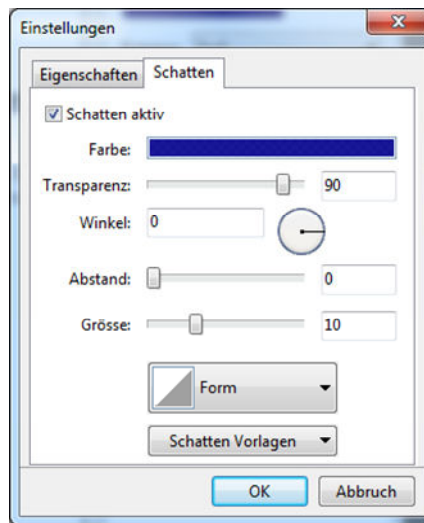 Einstellungen
Eigenschaften Schatten
Schatten aktiv
Farbe:
Transparenz: 90
Winkel: 0
Abstand: 0
Grösse: 10
Form
Schatten Vorlagen
OK Abbruch